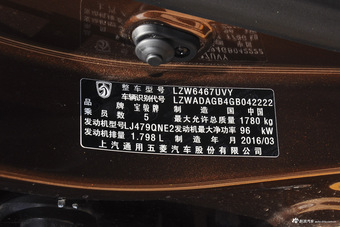 整车型号 LZW6467UVY
车辆识别代号 LZWADAGB4GB042222
品牌 宝骏牌 制造国 中国
乘员数 5 最大允许总质量 1780 kg
发动机型号 LJ479QNE2 发动机最大净功率 96 kW
发动机排量 1.798 L 制造年月 2016/03
上汽通用五菱汽车股份有限公司